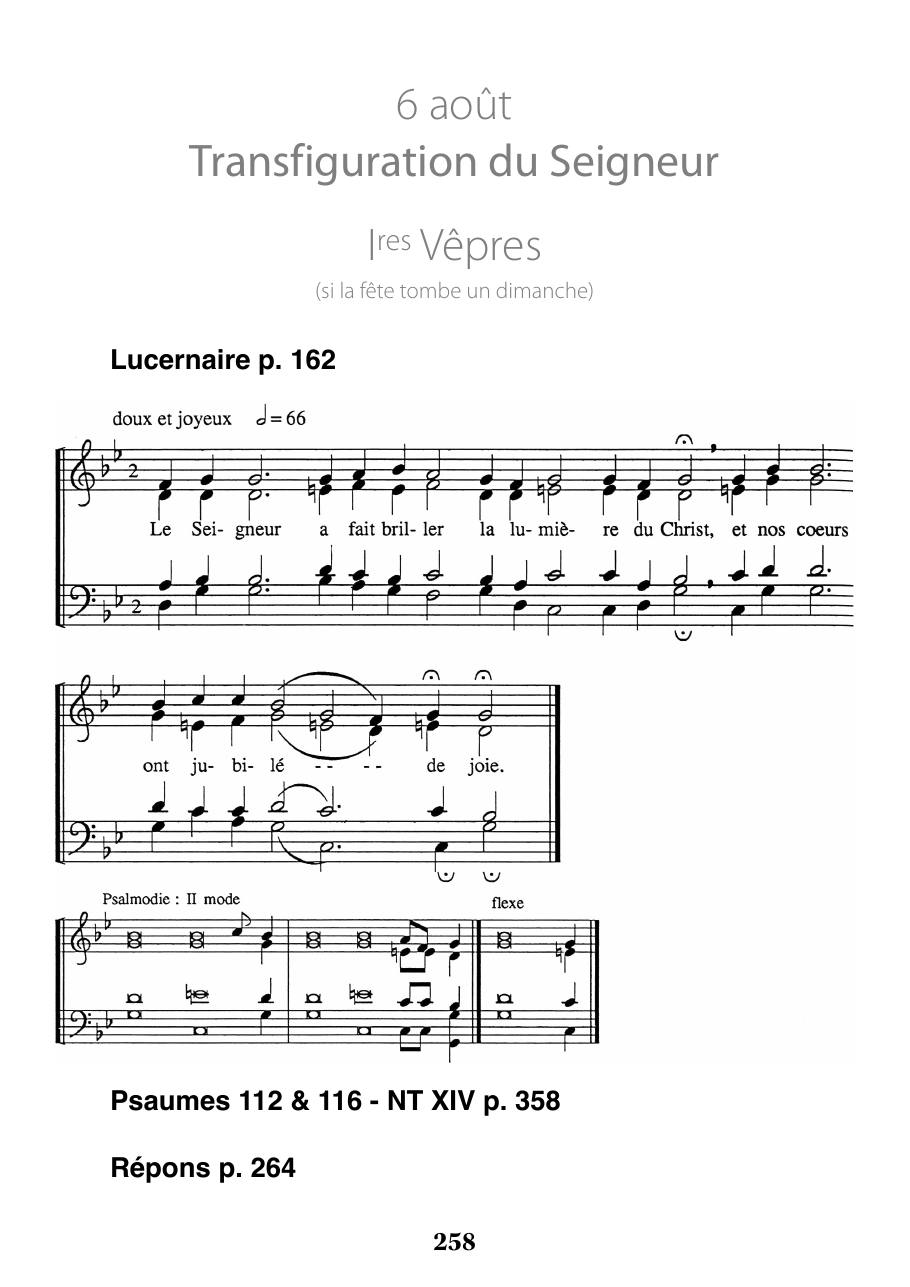 6 août
Transfiguration du Seigneur
Ires Vêpres
(si la fête tombe un dimanche)
Lucernaire p. 162
doux et joyeux 𝅗𝅥 = 66
2
Le Sei- gneur a fait bril- ler la lu- miè- re du Christ, et nos coeurs
2
ont ju- bi- lé - - - - de joie.
Psalmodie : II mode flexe
Psaumes 112 & 116 - NT XIV p. 358
Répons p. 264
258